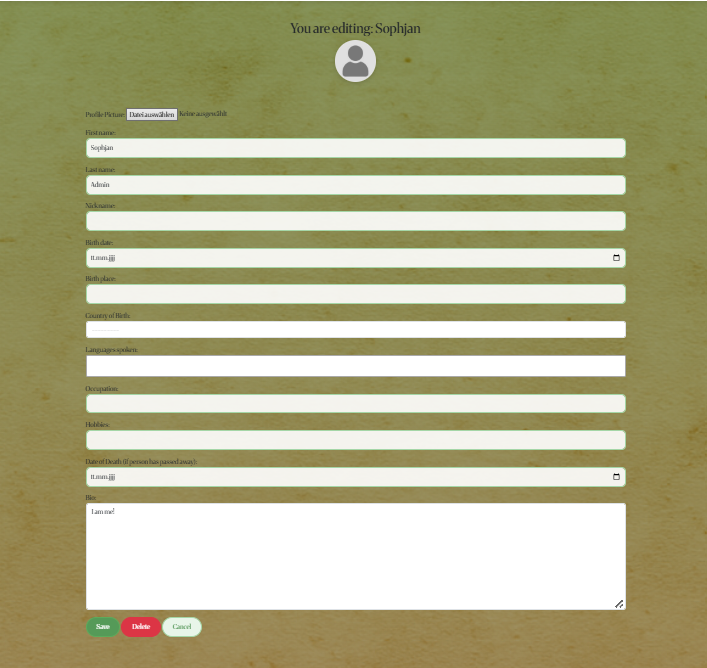 You are editing: Sophjan
Profile Picture: Datei auswählen Keine ausgewählt
First name:
Sophjan
Last name:
Admin
Nickname:
Birth date:
tt.mm.jjjj
Birth place:
Country of Birth:
---------
Languages spoken:
Occupation:
Hobbies:
Date of Death (if person has passed away):
tt.mm.jjjj
Bio:
I am me!
Save Delete Cancel